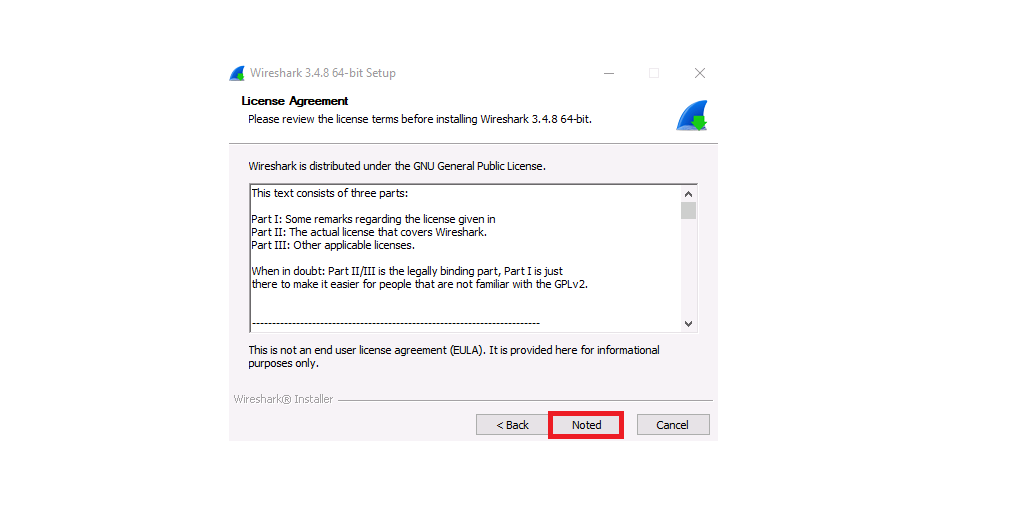 Wireshark 3.4.8 64-bit Setup
License Agreement
Please review the license terms before installing Wireshark 3.4.8 64-bit.
Wireshark is distributed under the GNU General Public License.
This text consists of three parts:
Part I: Some remarks regarding the license given in
Part II: The actual license that covers Wireshark.
Part III: Other applicable licenses.
When in doubt: Part II/III is the legally binding part, Part I is just
there to make it easier for people that are not familiar with the GPLv2.
------------------------------------------------------------------------
This is not an end user license agreement (EULA). It is provided here for informational
purposes only.
Wireshark® Installer
< Back
Noted
Cancel